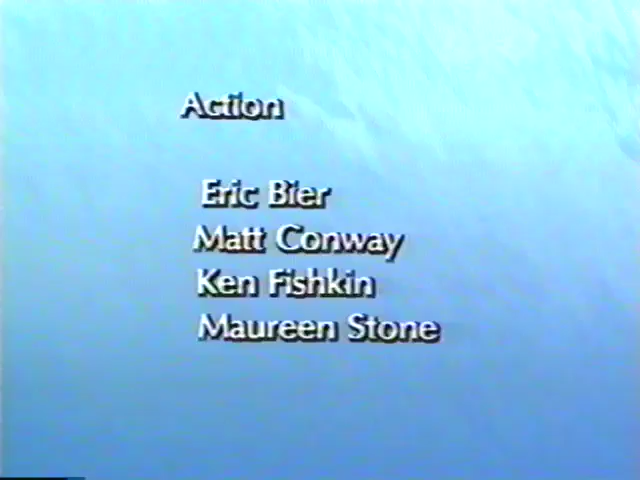 Action
Eric Bier
Matt Conway
Ken Fishkin
Maureen Stone